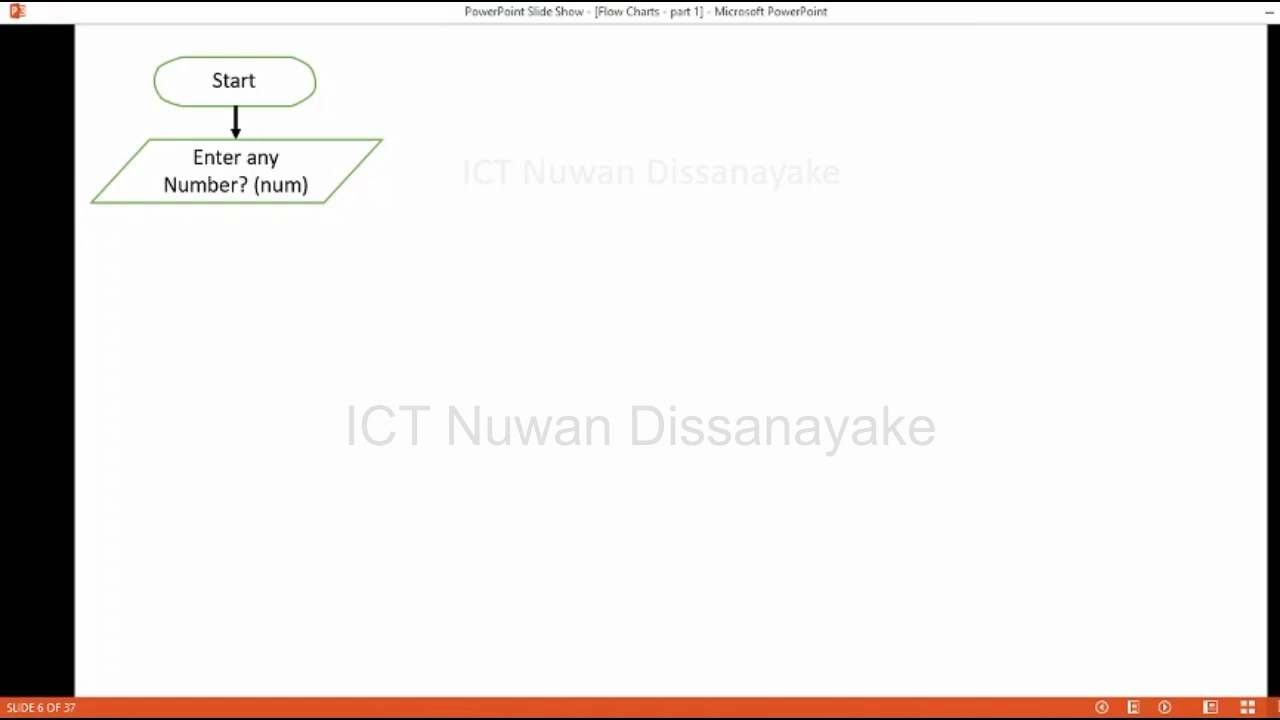 PowerPoint Slide Show - [Flow Charts - part 1] - Microsoft PowerPoint
Start
Enter any
Number? (num)
ICT Nuwan Dissanayake
ICT Nuwan Dissanayake
SLIDE 6 OF 37